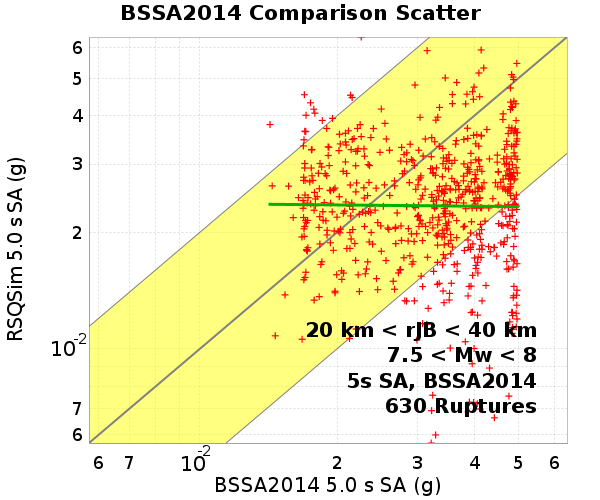 BSSA2014 Comparison Scatter
RSQSim 5.0 s SA (g)
6
5
4
3
2
10⁻²
7
6
20 km < rJB < 40 km
7.5 < Mw < 8
5s SA, BSSA2014
630 Ruptures
6 7 10⁻² 2 3 4 5 6
BSSA2014 5.0 s SA (g)